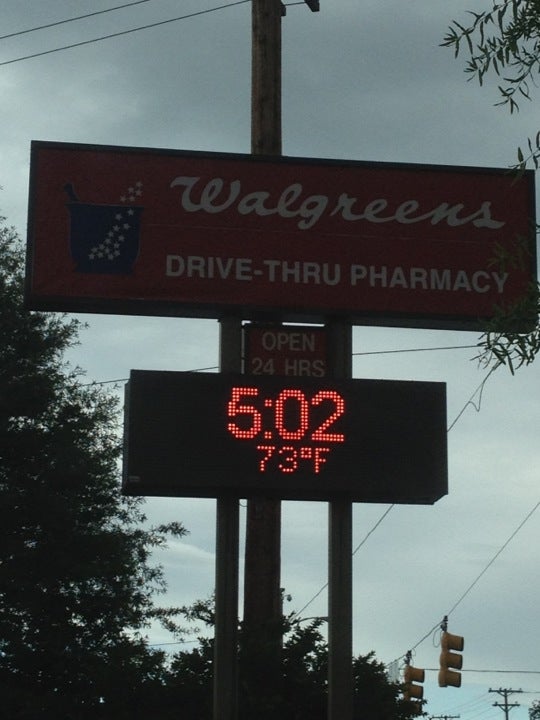 Walgreens
DRIVE-THRU PHARMACY
OPEN
24 HRS
5:02
73°F